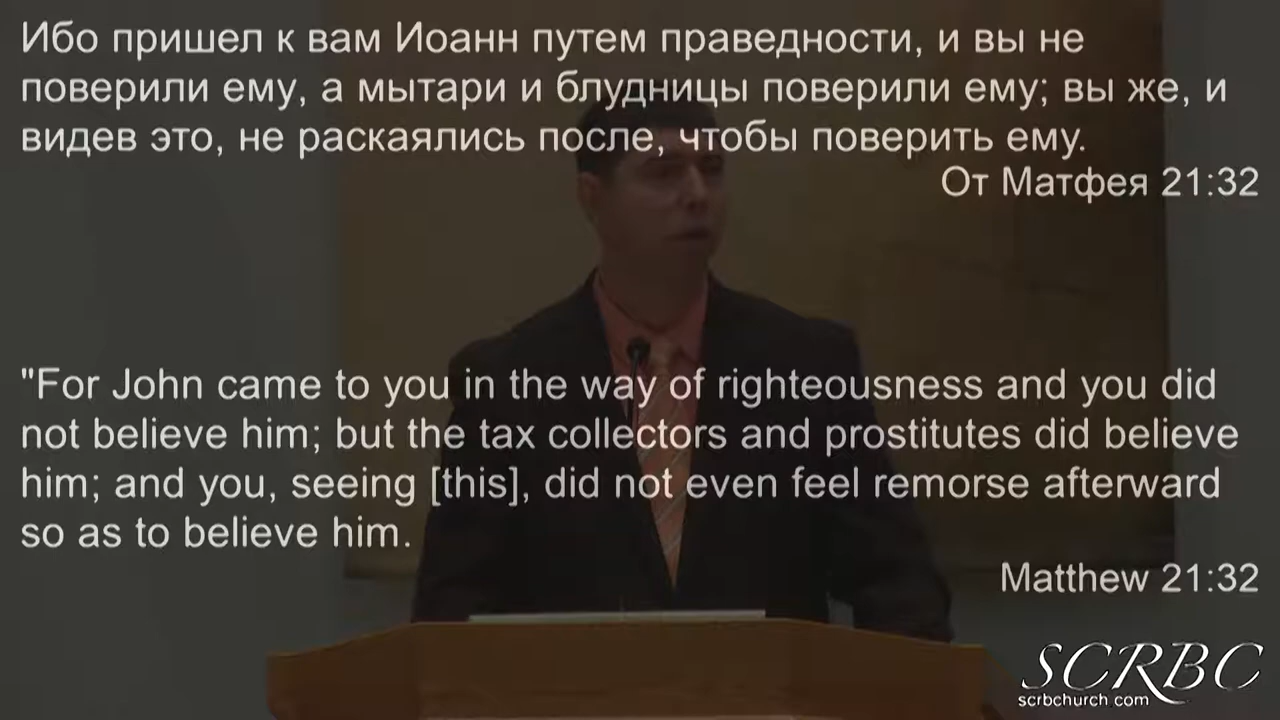 Ибо пришел к вам Иоанн путем праведности, и вы не
поверили ему, а мытари и блудницы поверили ему; вы же, и
видев это, не раскаялись после, чтобы поверить ему.
От Матфея 21:32
"For John came to you in the way of righteousness and you did
not believe him; but the tax collectors and prostitutes did believe
him; and you, seeing [this], did not even feel remorse afterward
so as to believe him.
Matthew 21:32
SCRBC
scrbchurch.com